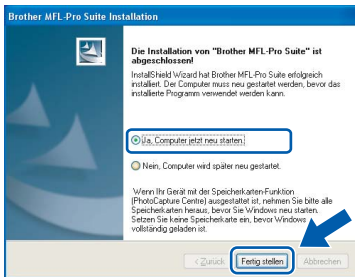 Brother MFL-Pro Suite Installation
Die Installation von "Brother MFL-Pro Suite" ist
abgeschlossen!
InstallShield Wizard hat Brother MFL-Pro Suite erfolgreich
installiert. Der Computer muss neu gestartet werden, bevor das
installierte Programm verwendet werden kann.
Ja, Computer jetzt neu starten.
Nein, Computer wird später neu gestartet.
Wenn Ihr Gerät mit der Speicherkarten-Funktion
(PhotoCapture Centre) ausgestattet ist, nehmen Sie bitte alle
Speicherkarten heraus, bevor Sie Windows neu starten.
Setzen Sie keine Speicherkarte ein, bevor Windows
vollständig geladen ist.
< Zurück
Fertig stellen
Abbrechen